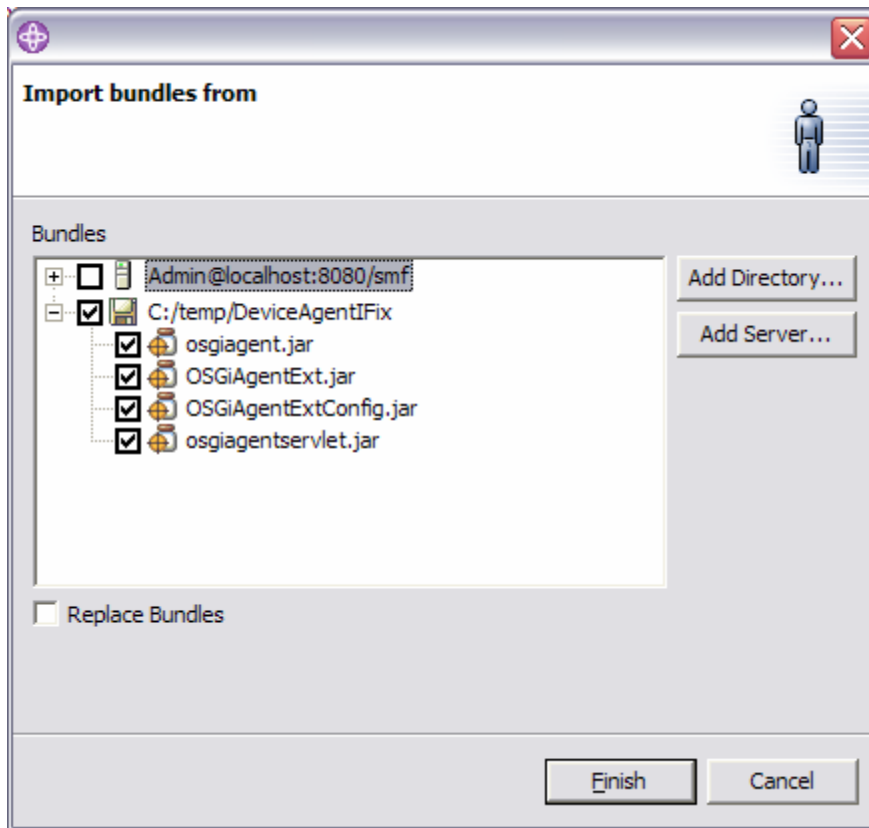 Import bundles from
Bundles
Admin@localhost:8080/smf
Add Directory...
C:/temp/DeviceAgentIFix
Add Server...
osgiagent.jar
OSGiAgentExt.jar
OSGiAgentExtConfig.jar
osgiagentservlet.jar
Replace Bundles
Finish
Cancel